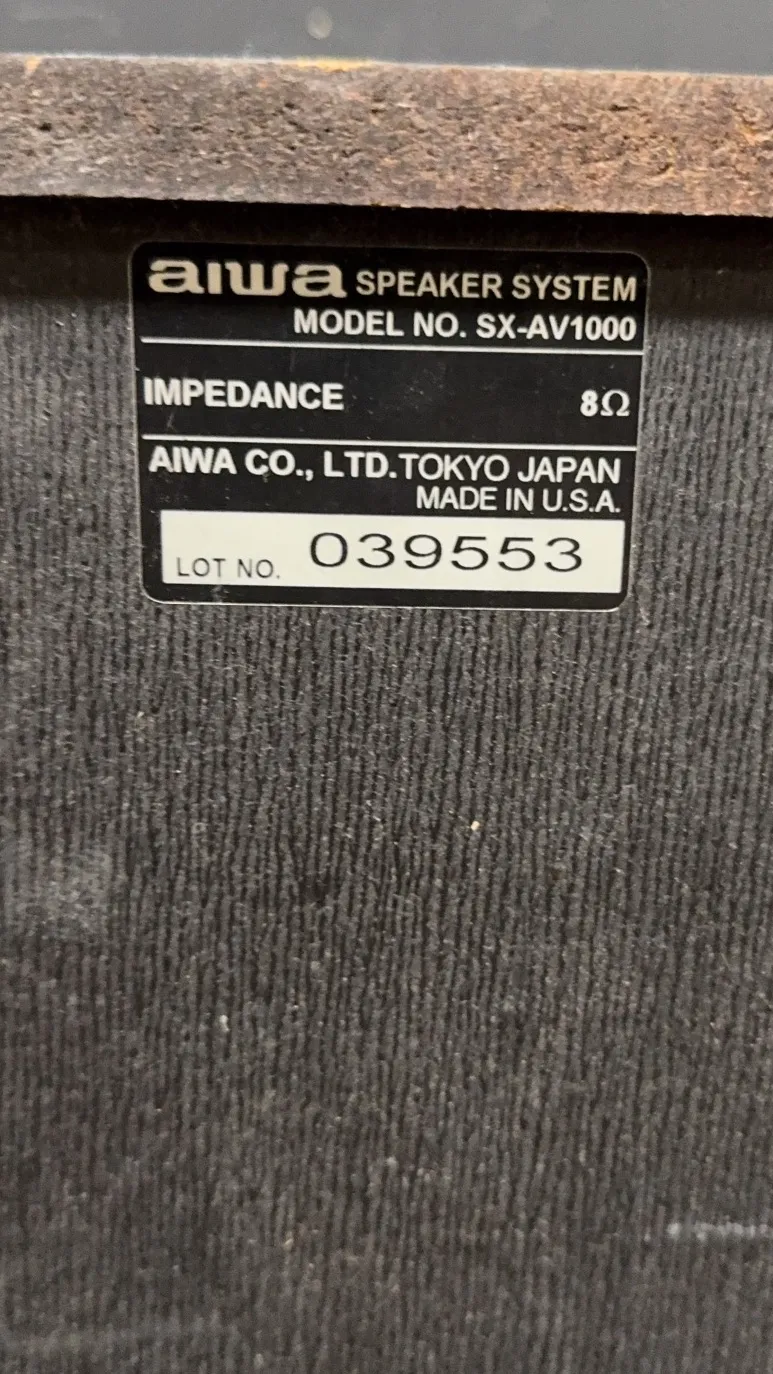 aiwa SPEAKER SYSTEM
MODEL NO. SX-AV1000
IMPEDANCE 8Ω
AIWA CO., LTD. TOKYO JAPAN
MADE IN U.S.A.
LOT NO. 039553